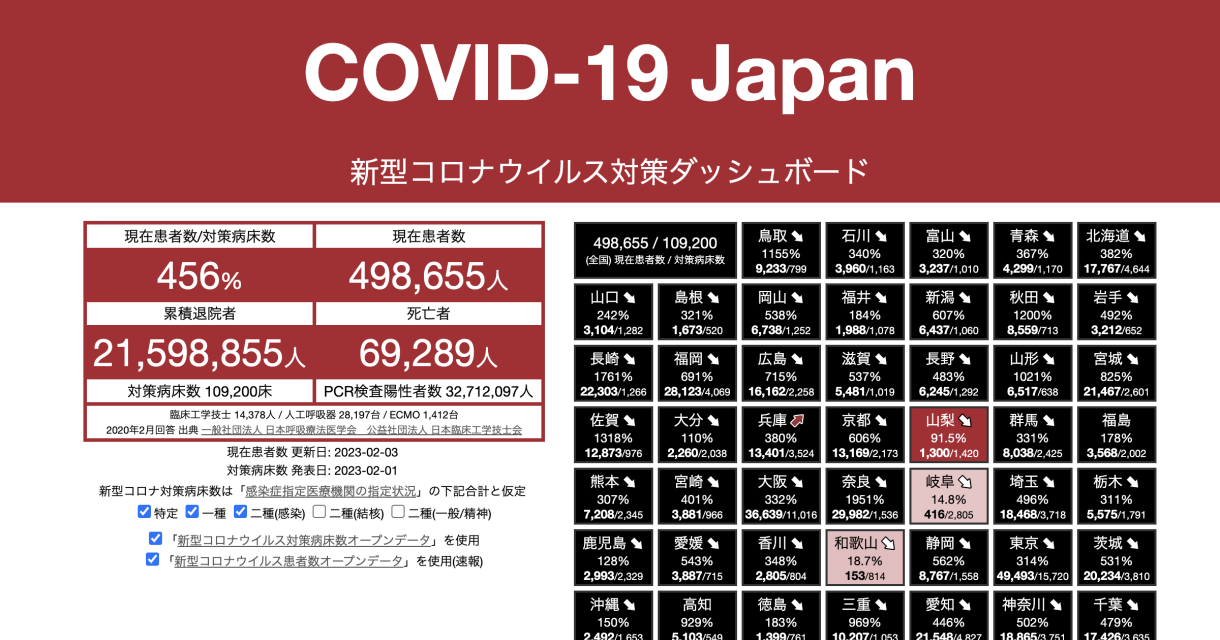 COVID-19 Japan
新型コロナウイルス対策ダッシュボード
現在患者数/対策病床数 現在患者数
456% 498,655人
累積退院者 死亡者
21,598,855人 69,289人
対策病床数 109,200床 PCR検査陽性者数 32,712,097人
臨床工学技士 14,378人 / 人工呼吸器 28,197台 / ECMO 1,412台
2020年2月回答 出典 一般社団法人 日本呼吸療法医学会 公益社団法人 日本臨床工学技士会
現在患者数 更新日: 2023-02-03
対策病床数 発表日: 2023-02-01
新型コロナ対策病床数は「感染症指定医療機関の指定状況」の下記合計と仮定
特定 一種 二種(感染) 二種(結核) 二種(一般/精神)
「新型コロナウイルス対策病床数オープンデータ」を使用
「新型コロナウイルス患者数オープンデータ」を使用(速報)
498,655 / 109,200
(全国) 現在患者数 / 対策病床数
鳥取 石川 富山 青森 北海道
1155% 340% 320% 367% 382%
9,233/799 3,960/1,163 3,237/1,010 4,299/1,170 17,767/4,644
山口 島根 岡山 福井 新潟 秋田 岩手
242% 321% 538% 184% 607% 1200% 492%
3,104/1,282 1,673/520 6,738/1,252 1,988/1,078 6,437/1,060 8,559/713 3,212/652
長崎 福岡 広島 滋賀 長野 山形 宮城
1761% 691% 715% 537% 483% 1021% 825%
22,303/1,266 28,123/4,069 16,162/2,258 5,481/1,019 6,245/1,292 6,517/638 21,467/2,601
佐賀 大分 兵庫 京都 山梨 群馬 福島
1318% 110% 380% 606% 91.5% 331% 178%
12,873/976 2,260/2,038 13,401/3,524 13,169/2,173 1,300/1,420 8,038/2,425 3,568/2,002
熊本 宮崎 大阪 奈良 岐阜 埼玉 栃木
307% 401% 332% 1951% 14.8% 496% 311%
7,208/2,345 3,881/966 36,639/11,016 29,982/1,536 416/2,805 18,468/3,718 5,575/1,791
鹿児島 愛媛 香川 和歌山 静岡 東京 茨城
128% 543% 348% 18.7% 562% 314% 531%
2,993/2,329 3,887/715 2,805/804 153/814 8,767/1,558 49,493/15,720 20,234/3,810
沖縄 高知 徳島 三重 愛知 神奈川 千葉
150% 929% 183% 969% 446% 502% 479%
2,492/1,653 5,103/549 1,399/761 10,207/1,053 21,548/4,827 18,865/3,751 17,426/3,635